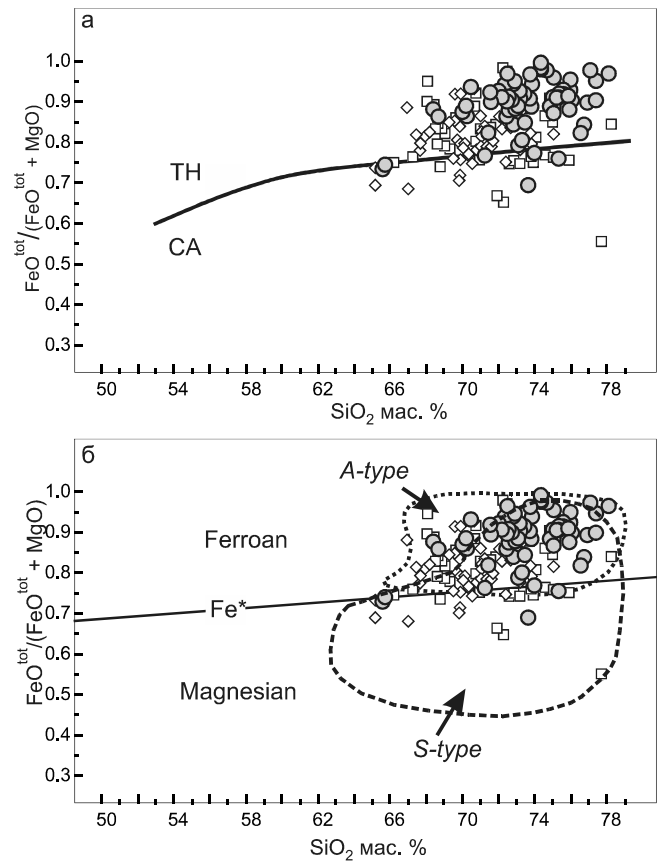 а
FeO^tot/(FeO^tot + MgO)
1.0
0.9
0.8
0.7
0.6
0.5
0.4
0.3
TH
CA
50 54 58 62 66 70 74 78
SiO₂ мас. %
б
FeO^tot/(FeO^tot + MgO)
1.0
0.9
0.8
0.7
0.6
0.5
0.4
0.3
A-type
Ferroan
Fe*
Magnesian
S-type
50 54 58 62 66 70 74 78
SiO₂ мас. %